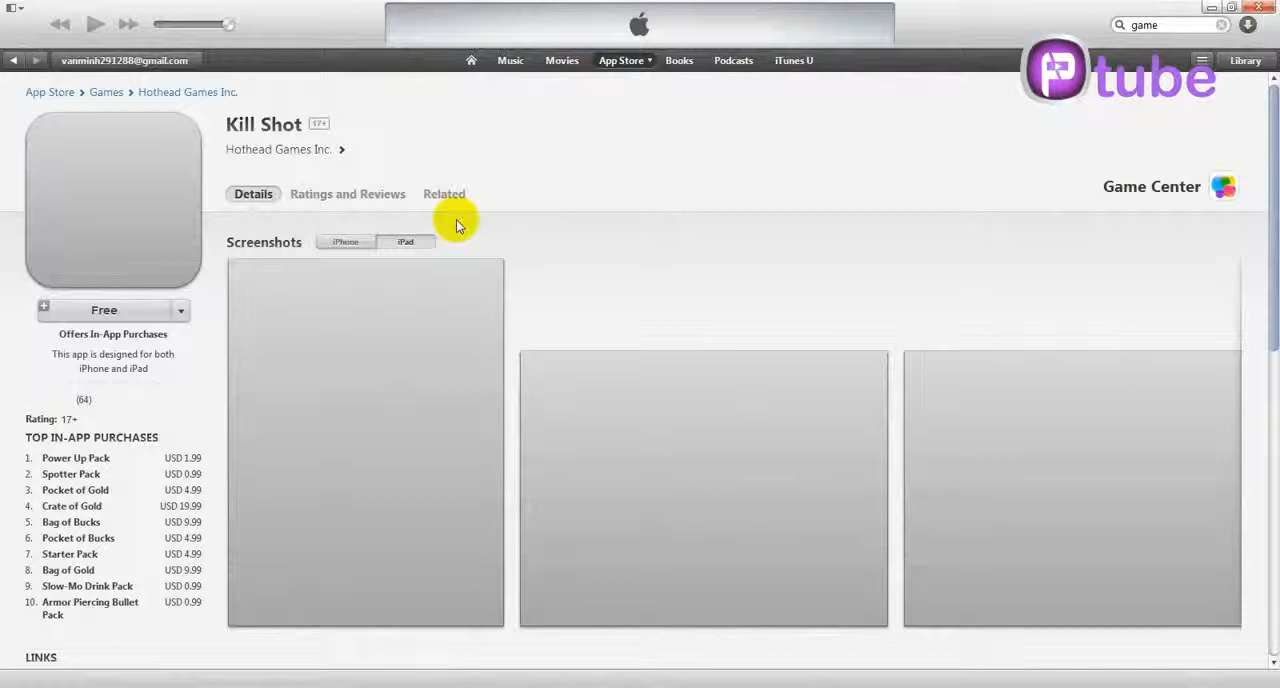 game
vanminh291288@gmail.com
Music
Movies
App Store
Books
Podcasts
iTunes U
Library
P tube
App Store > Games > Hothead Games Inc.
Kill Shot 17+
Hothead Games Inc. >
Details
Ratings and Reviews
Related
Game Center
Screenshots
iPhone
iPad
Free
Offers In-App Purchases
This app is designed for both
iPhone and iPad
(64)
Rating: 17+
TOP IN-APP PURCHASES
1. Power Up Pack USD 1.99
2. Spotter Pack USD 0.99
3. Pocket of Gold USD 4.99
4. Crate of Gold USD 19.99
5. Bag of Bucks USD 9.99
6. Pocket of Bucks USD 4.99
7. Starter Pack USD 4.99
8. Bag of Gold USD 9.99
9. Slow-Mo Drink Pack USD 0.99
10. Armor Piercing Bullet USD 0.99
Pack
LINKS